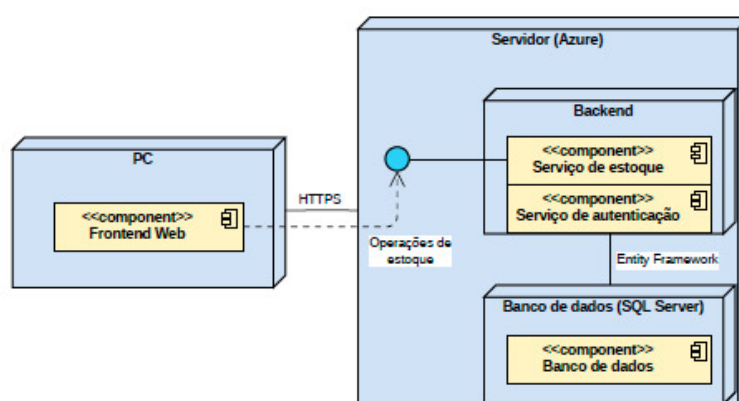 Servidor (Azure)
Backend
<<component>>
Serviço de estoque
<<component>>
Serviço de autenticação
PC
<<component>>
Frontend Web
HTTPS
Operações de
estoque
Entity Framework
Banco de dados (SQL Server)
<<component>>
Banco de dados